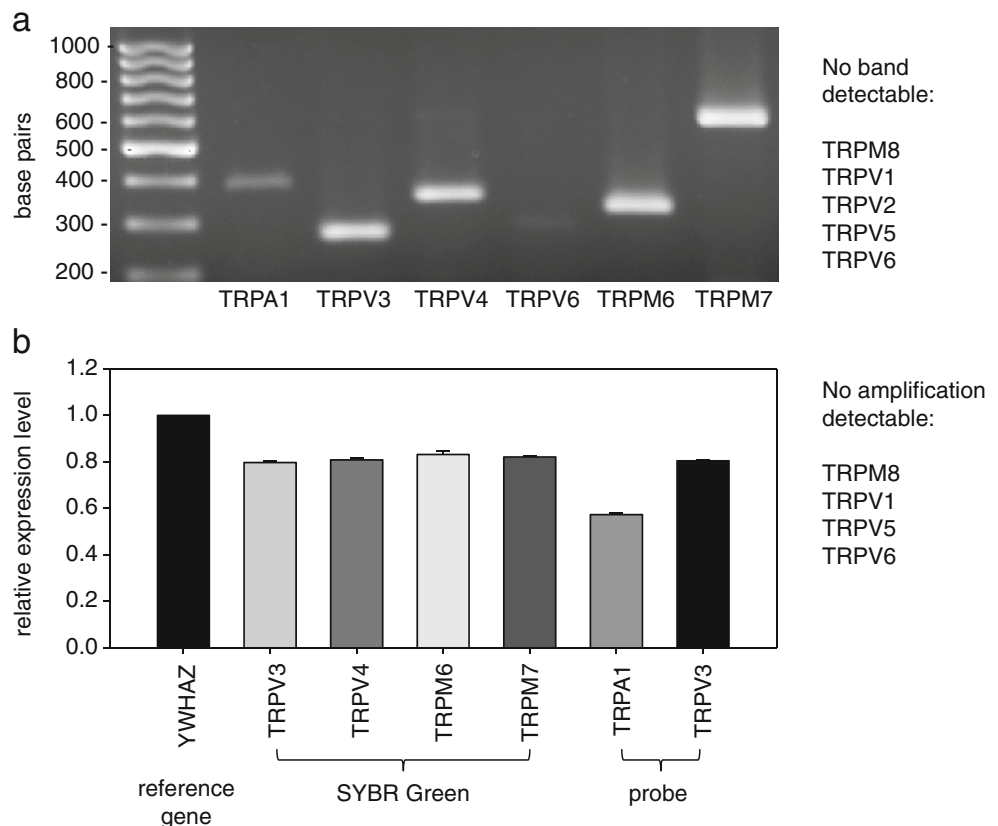 a
base pairs
1000 -
800 -
600 -
500 -
400 -
300 -
200 -
TRPA1 TRPV3 TRPV4 TRPV6 TRPM6 TRPM7
No band
detectable:
TRPM8
TRPV1
TRPV2
TRPV5
TRPV6
b
relative expression level
1.2
1.0
0.8
0.6
0.4
0.2
0.0
YWHAZ
TRPV3
TRPV4
TRPM6
TRPM7
TRPA1
TRPV3
reference
gene
SYBR Green
probe
No amplification
detectable:
TRPM8
TRPV1
TRPV5
TRPV6